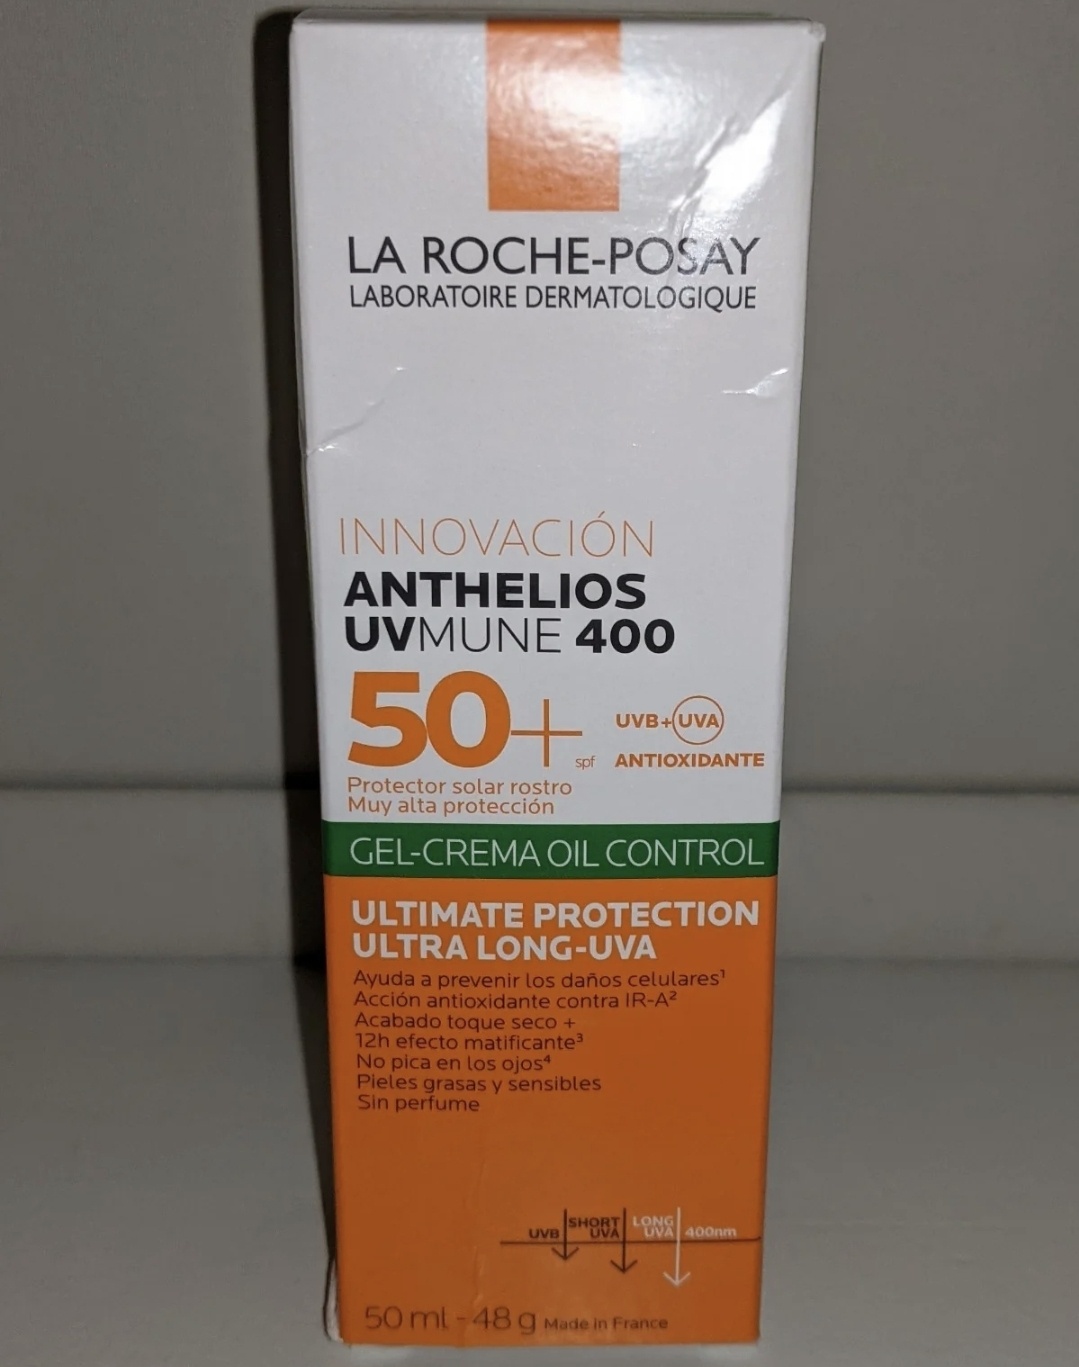 LA ROCHE-POSAY
LABORATOIRE DERMATOLOGIQUE
INNOVACIÓN
ANTHELIOS
UVMUNE 400
50+ spf
UVB+UVA
ANTIOXIDANTE
Protector solar rostro
Muy alta protección
GEL-CREMA OIL CONTROL
ULTIMATE PROTECTION
ULTRA LONG-UVA
Ayuda a prevenir los daños celulares¹
Acción antioxidante contra IR-A²
Acabado toque seco +
12h efecto matificante³
No pica en los ojos⁴
Pieles grasas y sensibles
Sin perfume
UVB SHORT UVA LONG UVA 400nm
50 ml - 48 g Made in France